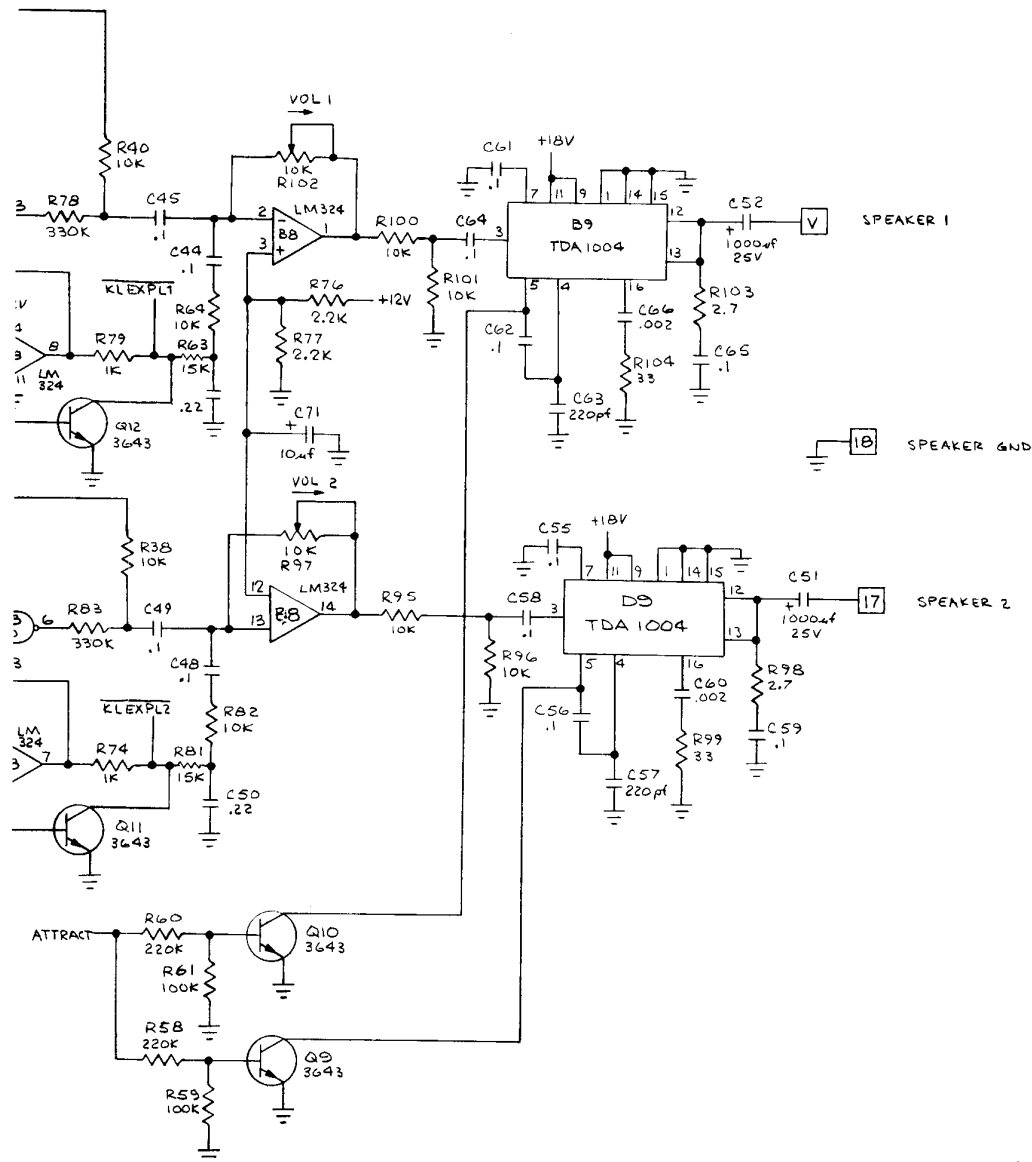 VOL 1
10K
R102
R40
10K
C61
.1
+18V
7
11
9
1
14
15
3
R78
330K
C45
.1
2
LM324
B8
1
3
R100
10K
C64
.1
3
B9
TDA1004
12
13
C52
+
1000uf
25V
V
SPEAKER 1
C44
.1
KLEXPL1
R64
10K
R76
2.2K
+12V
R101
10K
5
4
16
R103
2.7
C62
.1
C66
.002
8
LM
324
11
R79
1K
R63
15K
R77
2.2K
R104
33
C65
.1
.22
C63
220pf
Q12
3643
+
C71
10uf
18
SPEAKER GND
VOL 2
10K
R97
R38
10K
C55
.1
+18V
7
11
9
1
14
15
LM324
12
13
14
6
R83
330K
C49
.1
R95
10K
C58
.1
3
D9
TDA 1004
12
13
C51
+
1000uf
25V
17
SPEAKER 2
3
C48
.1
R96
10K
5
4
16
R98
2.7
KLEXPL2
R82
10K
C56
.1
C60
.002
LM
324
7
R74
1K
R81
15K
R99
33
C59
.1
C50
.22
C57
220pf
Q11
3643
ATTRACT
R60
220K
Q10
3643
R61
100K
R58
220K
Q9
3643
R59
100K